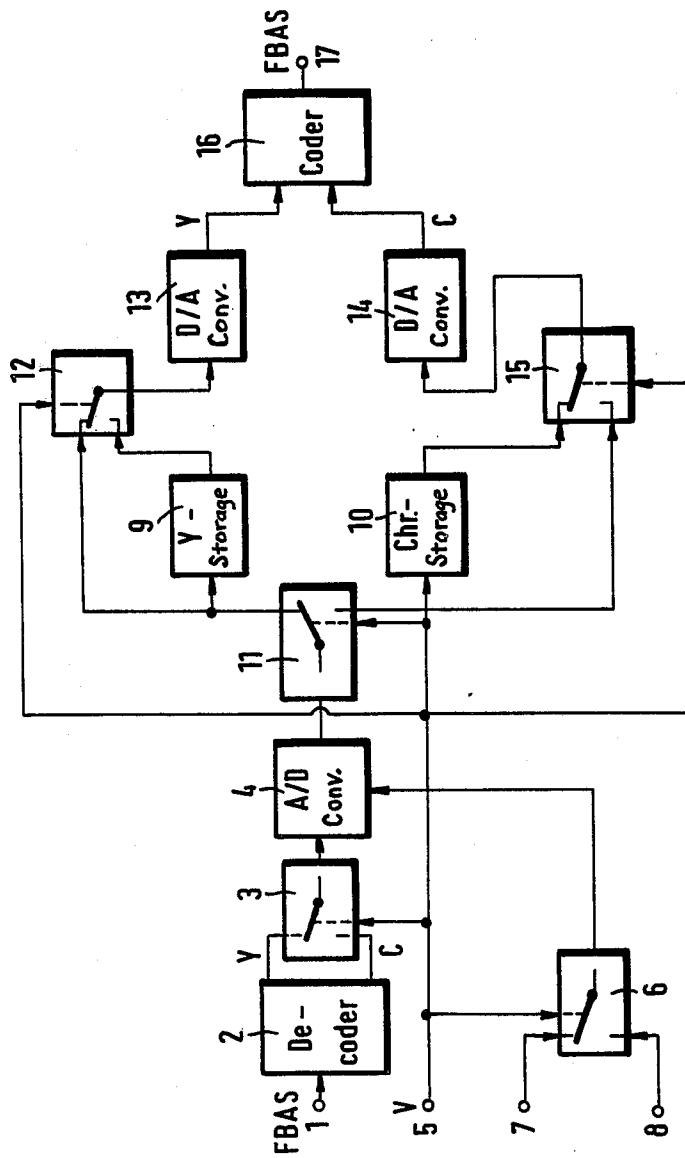 FBAS
1
2
De-
coder
Y
C
3
4
A/D
Conv.
V
5
7
8
6
11
9
Y-
Storage
10
Chr.-
Storage
12
15
13
D/A
Conv.
14
D/A
Conv.
Y
C
16
Coder
FBAS
17